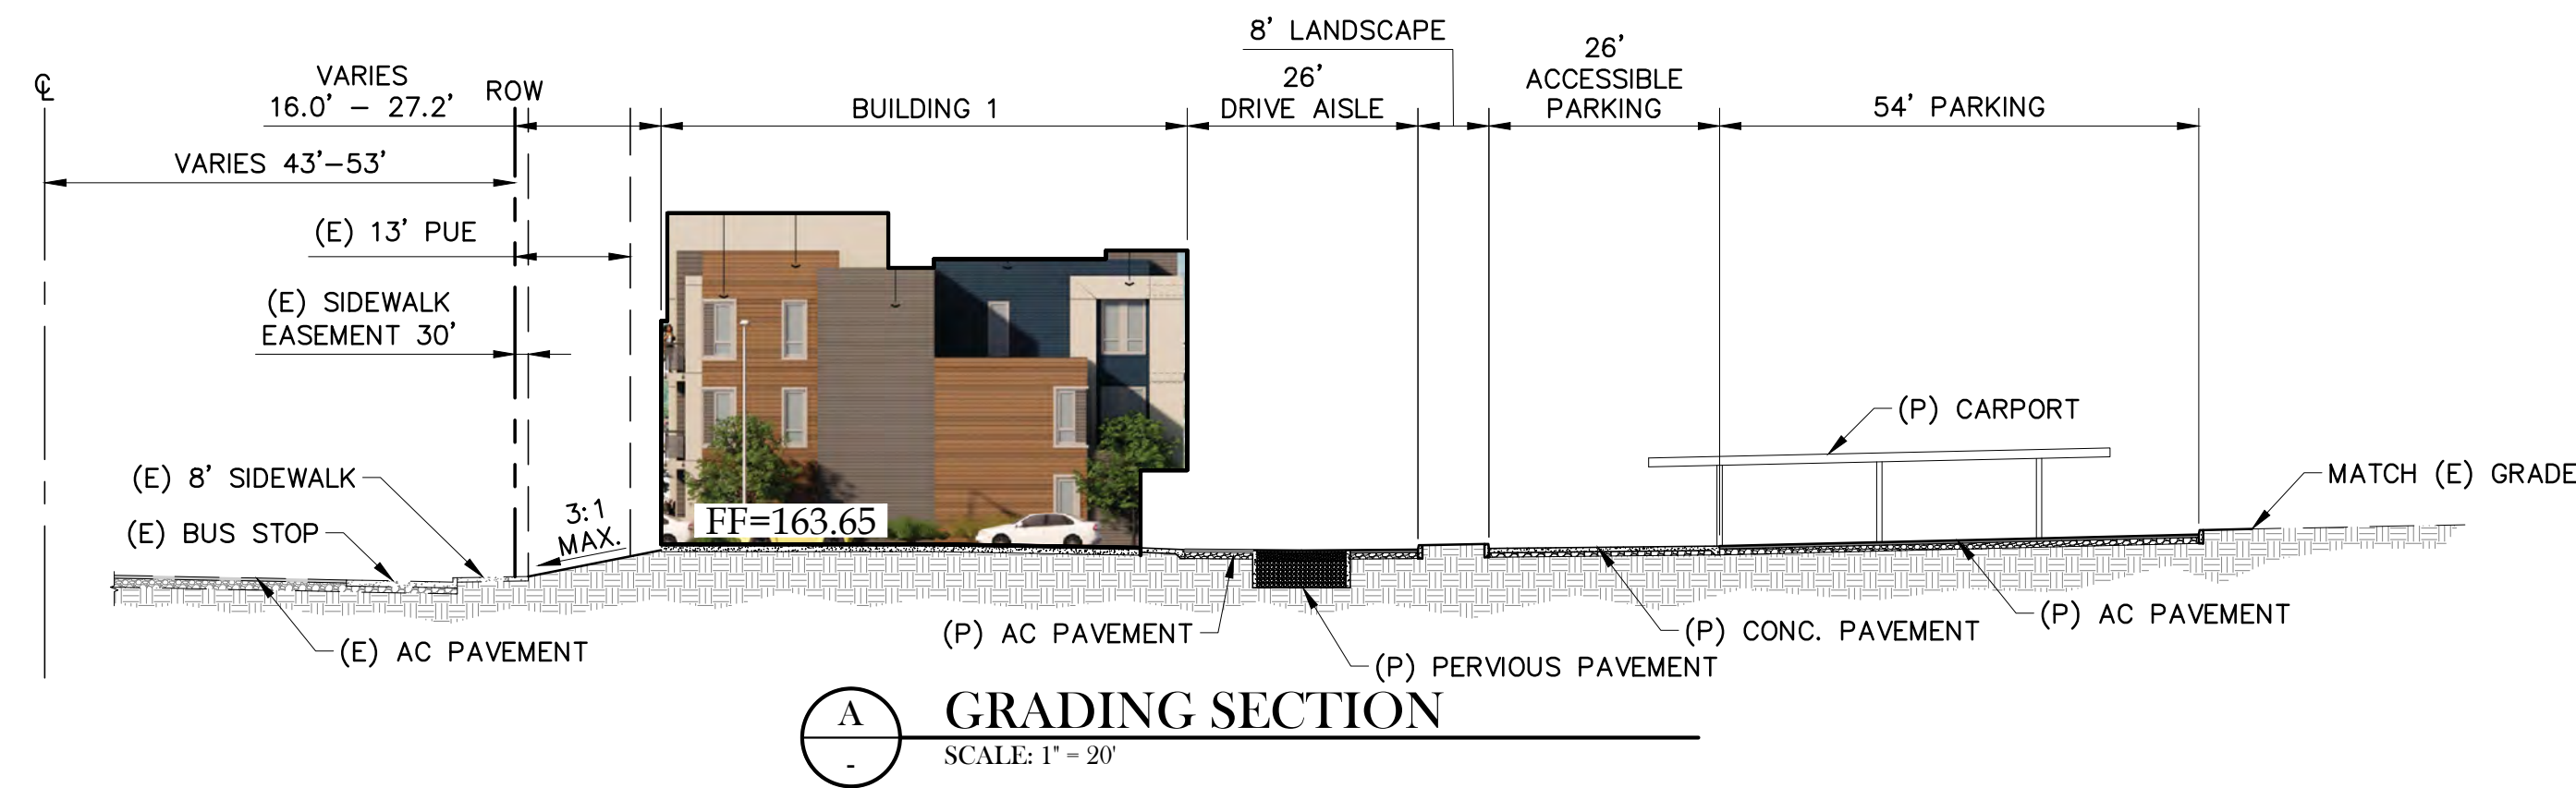 8' LANDSCAPE
26'
ACCESSIBLE
PARKING
26'
DRIVE AISLE
54' PARKING
BUILDING 1
℄
VARIES
16.0' - 27.2'
ROW
VARIES 43'-53'
(E) 13' PUE
(E) SIDEWALK
EASEMENT 30'
(P) CARPORT
MATCH (E) GRADE
(E) 8' SIDEWALK
(E) BUS STOP
3:1
MAX.
FF=163.65
(E) AC PAVEMENT
(P) AC PAVEMENT
(P) PERVIOUS PAVEMENT
(P) CONC. PAVEMENT
(P) AC PAVEMENT
A
-
GRADING SECTION
SCALE: 1" = 20'